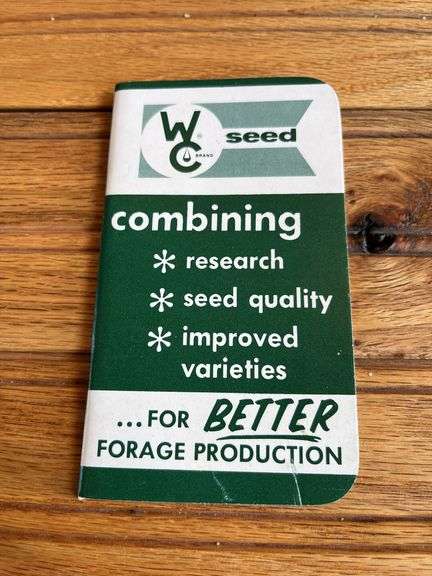 WC® BRAND seed
combining
* research
* seed quality
* improved
varieties
...FOR BETTER
FORAGE PRODUCTION